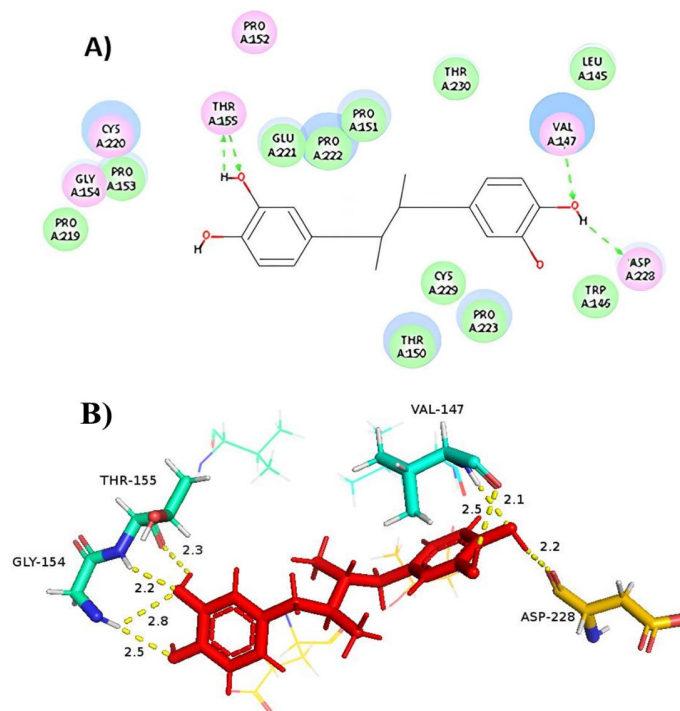 A)
PRO
A:152
THR
A:230
LEU
A:145
CYS
A:220
THR
A:155
GLU
A:221
PRO
A:222
PRO
A:151
VAL
A:147
GLY
A:154
PRO
A:153
PRO
A:219
H
O
H
O
O
H
O
ASP
A:228
CYS
A:229
TRP
A:146
THR
A:150
PRO
A:223
B)
VAL-147
THR-155
2.1
2.5
GLY-154
2.3
2.2
2.2
2.8
2.5
ASP-228